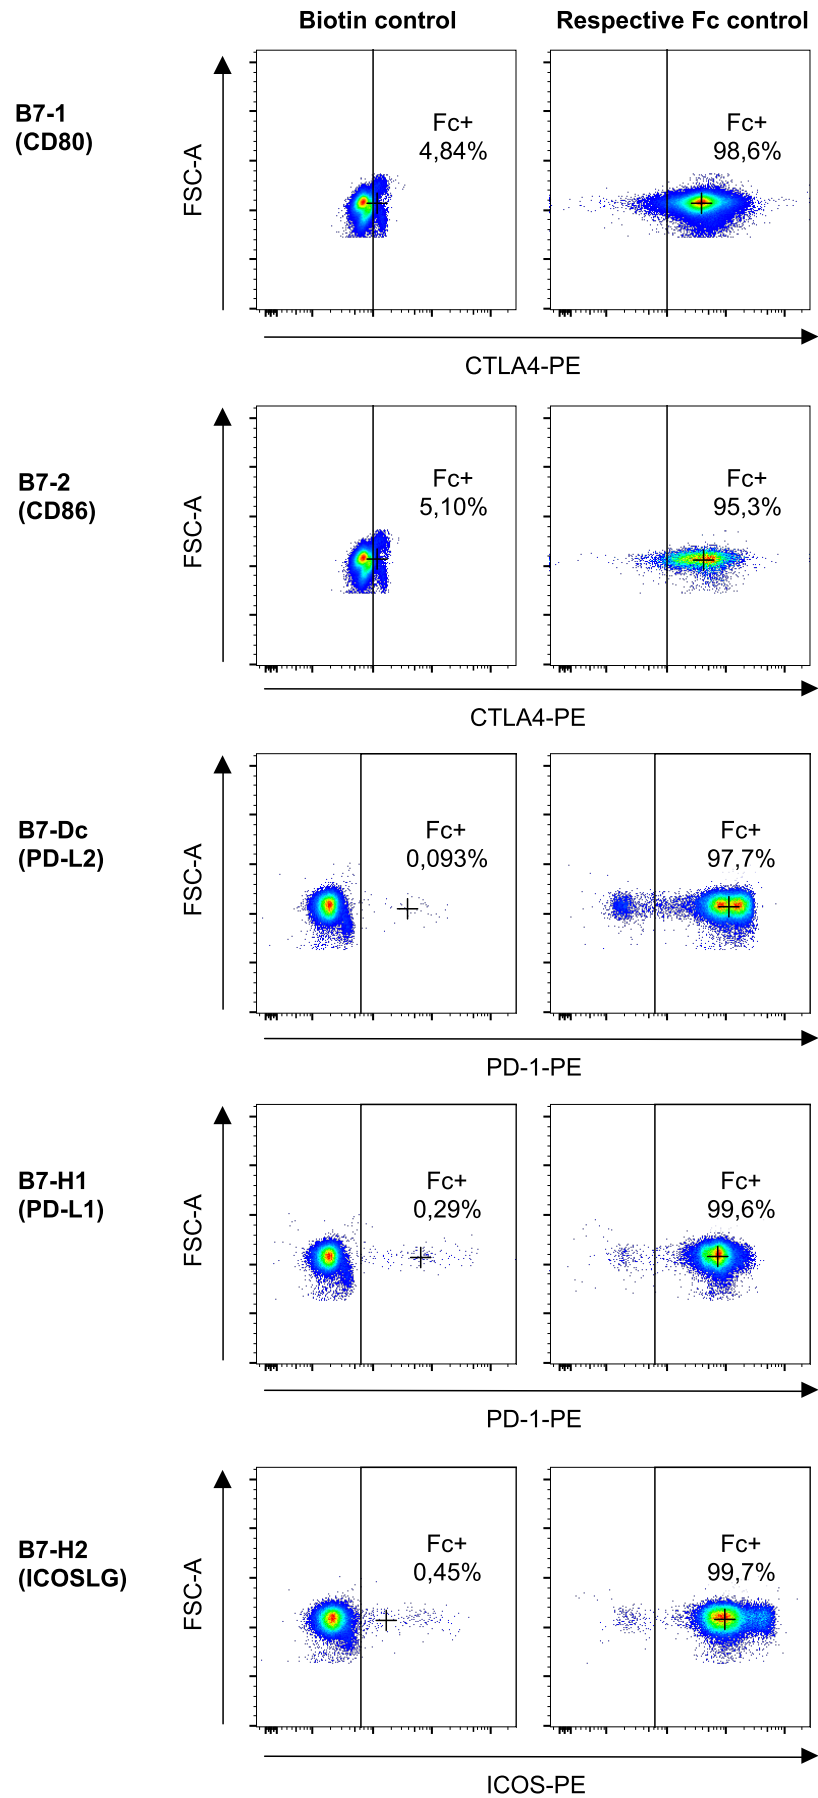 Biotin control
Respective Fc control
B7-1
(CD80)
FSC-A
Fc+
4,84%
Fc+
98,6%
CTLA4-PE
B7-2
(CD86)
FSC-A
Fc+
5,10%
Fc+
95,3%
CTLA4-PE
B7-Dc
(PD-L2)
FSC-A
Fc+
0,093%
Fc+
97,7%
PD-1-PE
B7-H1
(PD-L1)
FSC-A
Fc+
0,29%
Fc+
99,6%
PD-1-PE
B7-H2
(ICOSLG)
FSC-A
Fc+
0,45%
Fc+
99,7%
ICOS-PE